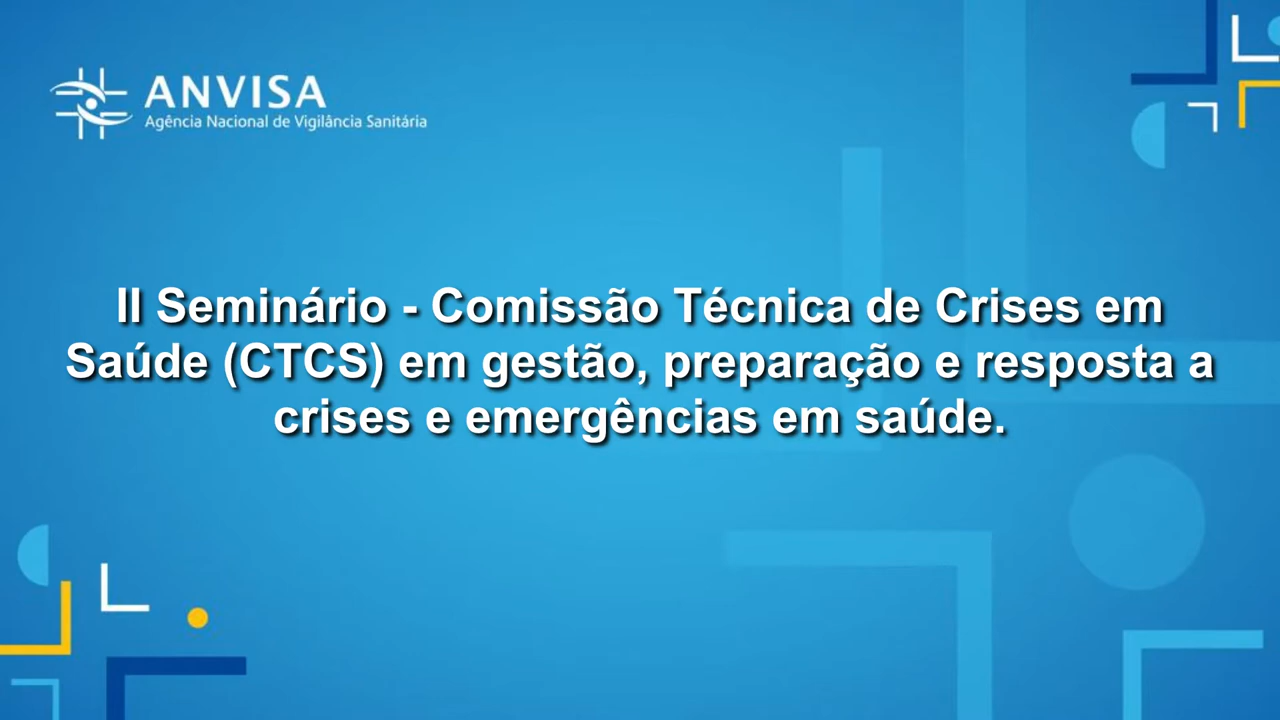 ANVISA
Agência Nacional de Vigilância Sanitária
II Seminário - Comissão Técnica de Crises em
Saúde (CTCS) em gestão, preparação e resposta a
crises e emergências em saúde.